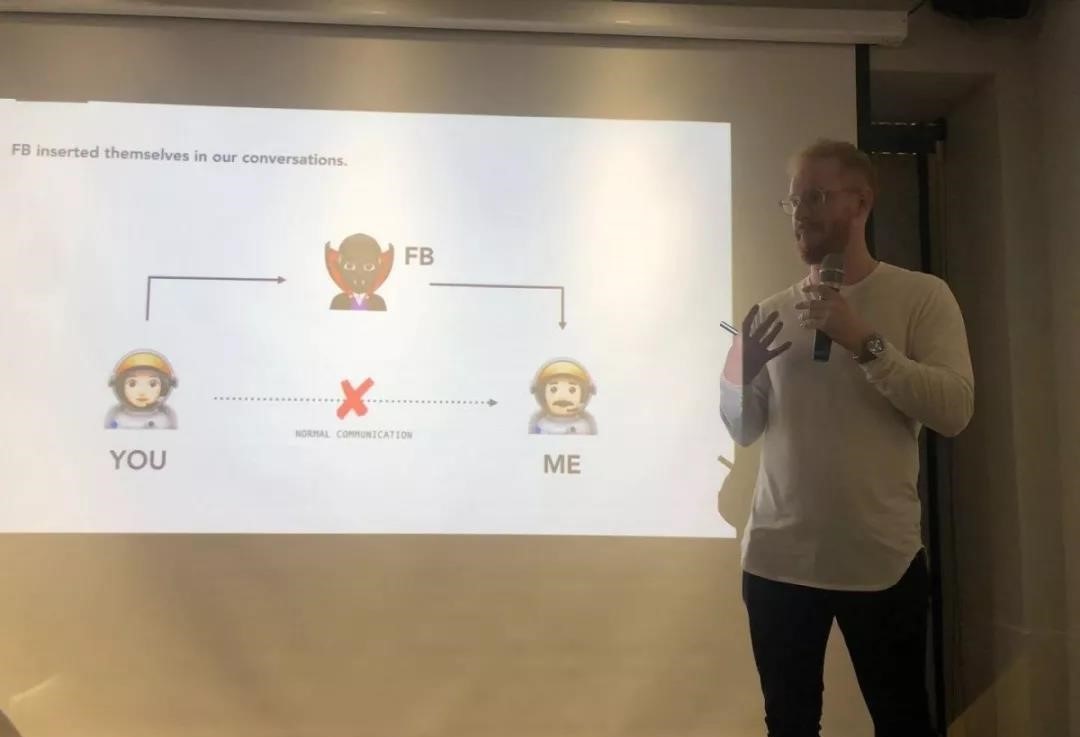 FB inserted themselves in our conversations.
FB
NORMAL COMMUNICATION
YOU
ME